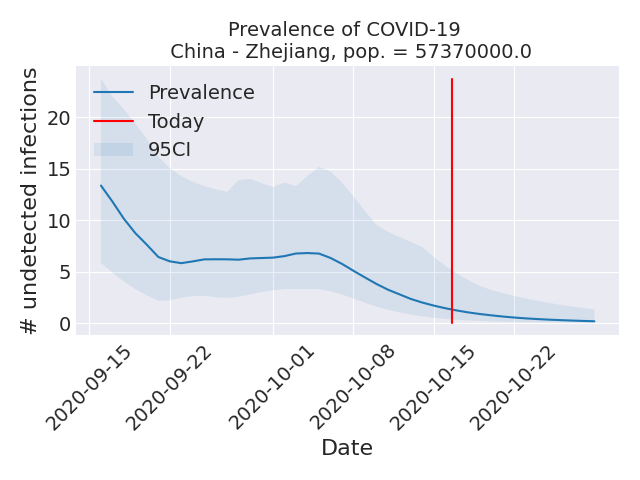 Prevalence of COVID-19
China - Zhejiang, pop. = 57370000.0
Prevalence
Today
95CI
# undetected infections
20
15
10
5
0
2020-09-15
2020-09-22
2020-10-01
2020-10-08
2020-10-15
2020-10-22
Date